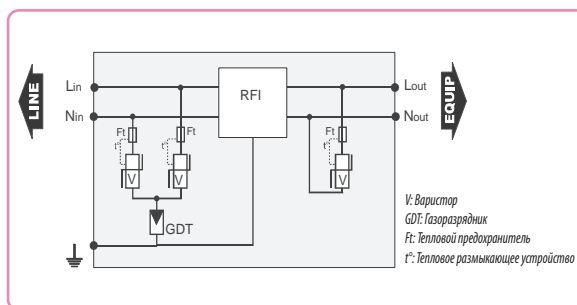 LINE
Lin
Nin
RFI
Lout
Nout
EQUIP
Ft
t°
V
Ft
t°
V
Ft
t°
V
GDT
V: Варистор
GDT: Газоразрядник
Ft: Тепловой предохранитель
t°: Тепловое размыкающее устройство